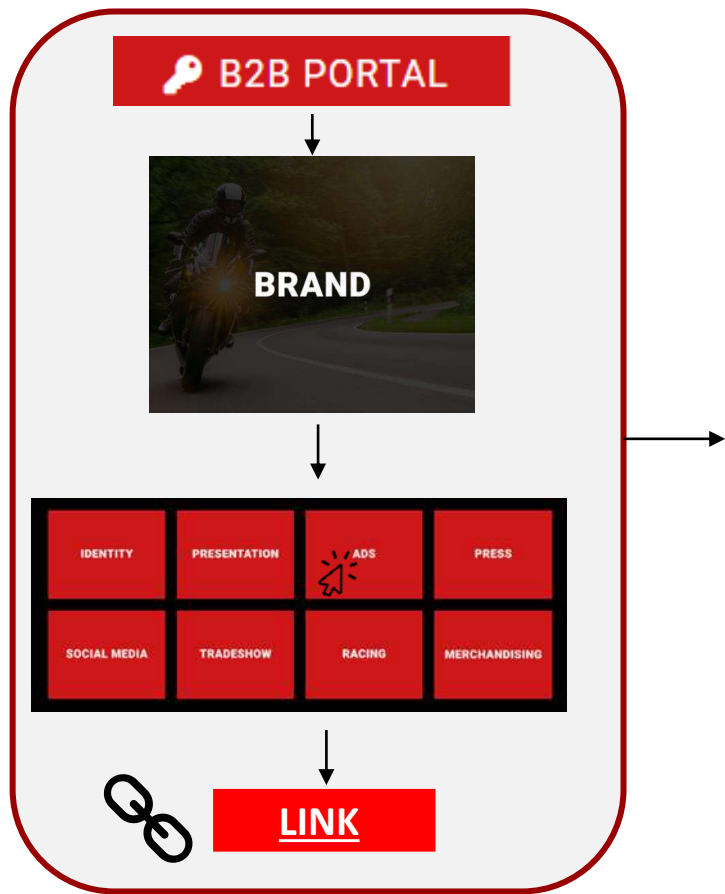 B2B PORTAL
BRAND
IDENTITY
PRESENTATION
ADS
PRESS
SOCIAL MEDIA
TRADESHOW
RACING
MERCHANDISING
LINK